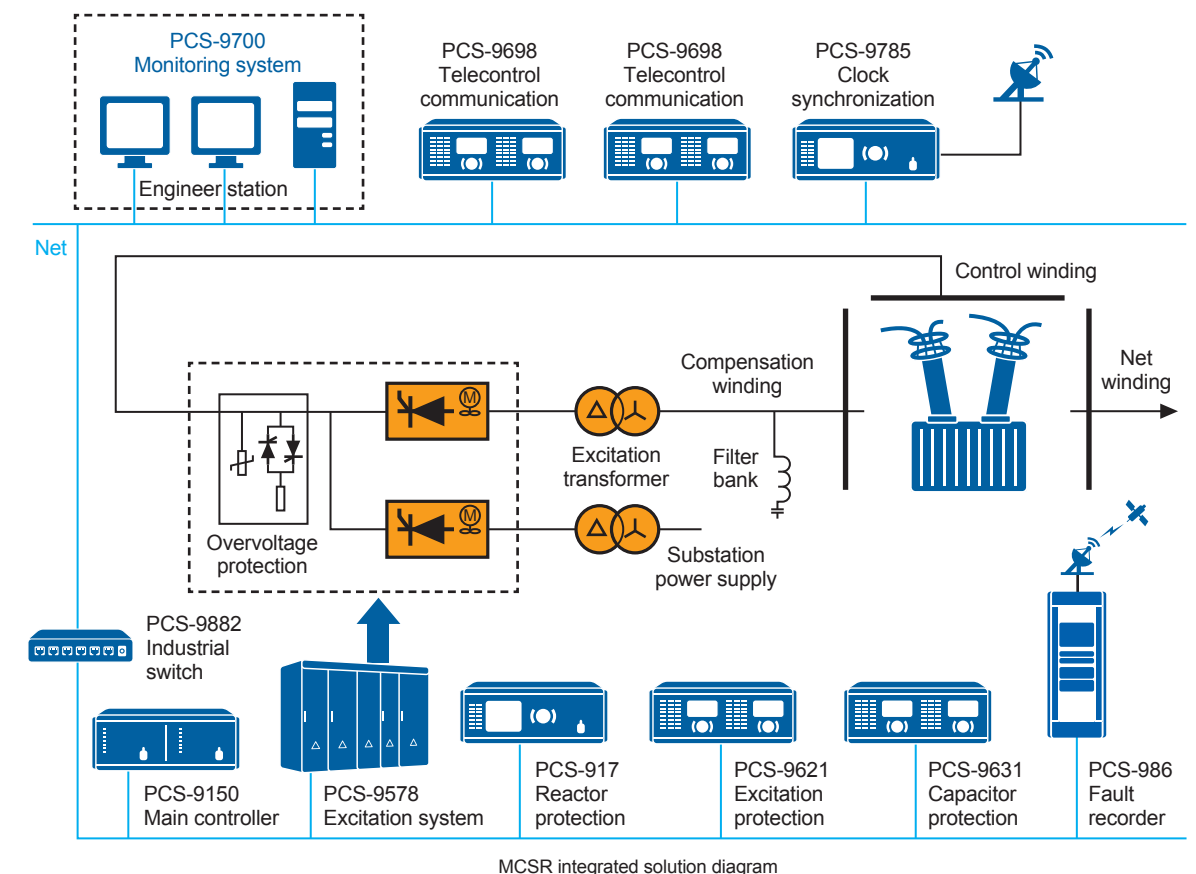 PCS-9700
Monitoring system
Engineer station
PCS-9698
Telecontrol
communication
PCS-9698
Telecontrol
communication
PCS-9785
Clock
synchronization
Net
Control winding
Compensation
winding
Net
winding
M
Excitation
transformer
Filter
bank
M
Overvoltage
protection
Substation
power supply
PCS-9882
Industrial
switch
PCS-9150
Main controller
PCS-9578
Excitation system
PCS-917
Reactor
protection
PCS-9621
Excitation
protection
PCS-9631
Capacitor
protection
PCS-986
Fault
recorder
MCSR integrated solution diagram